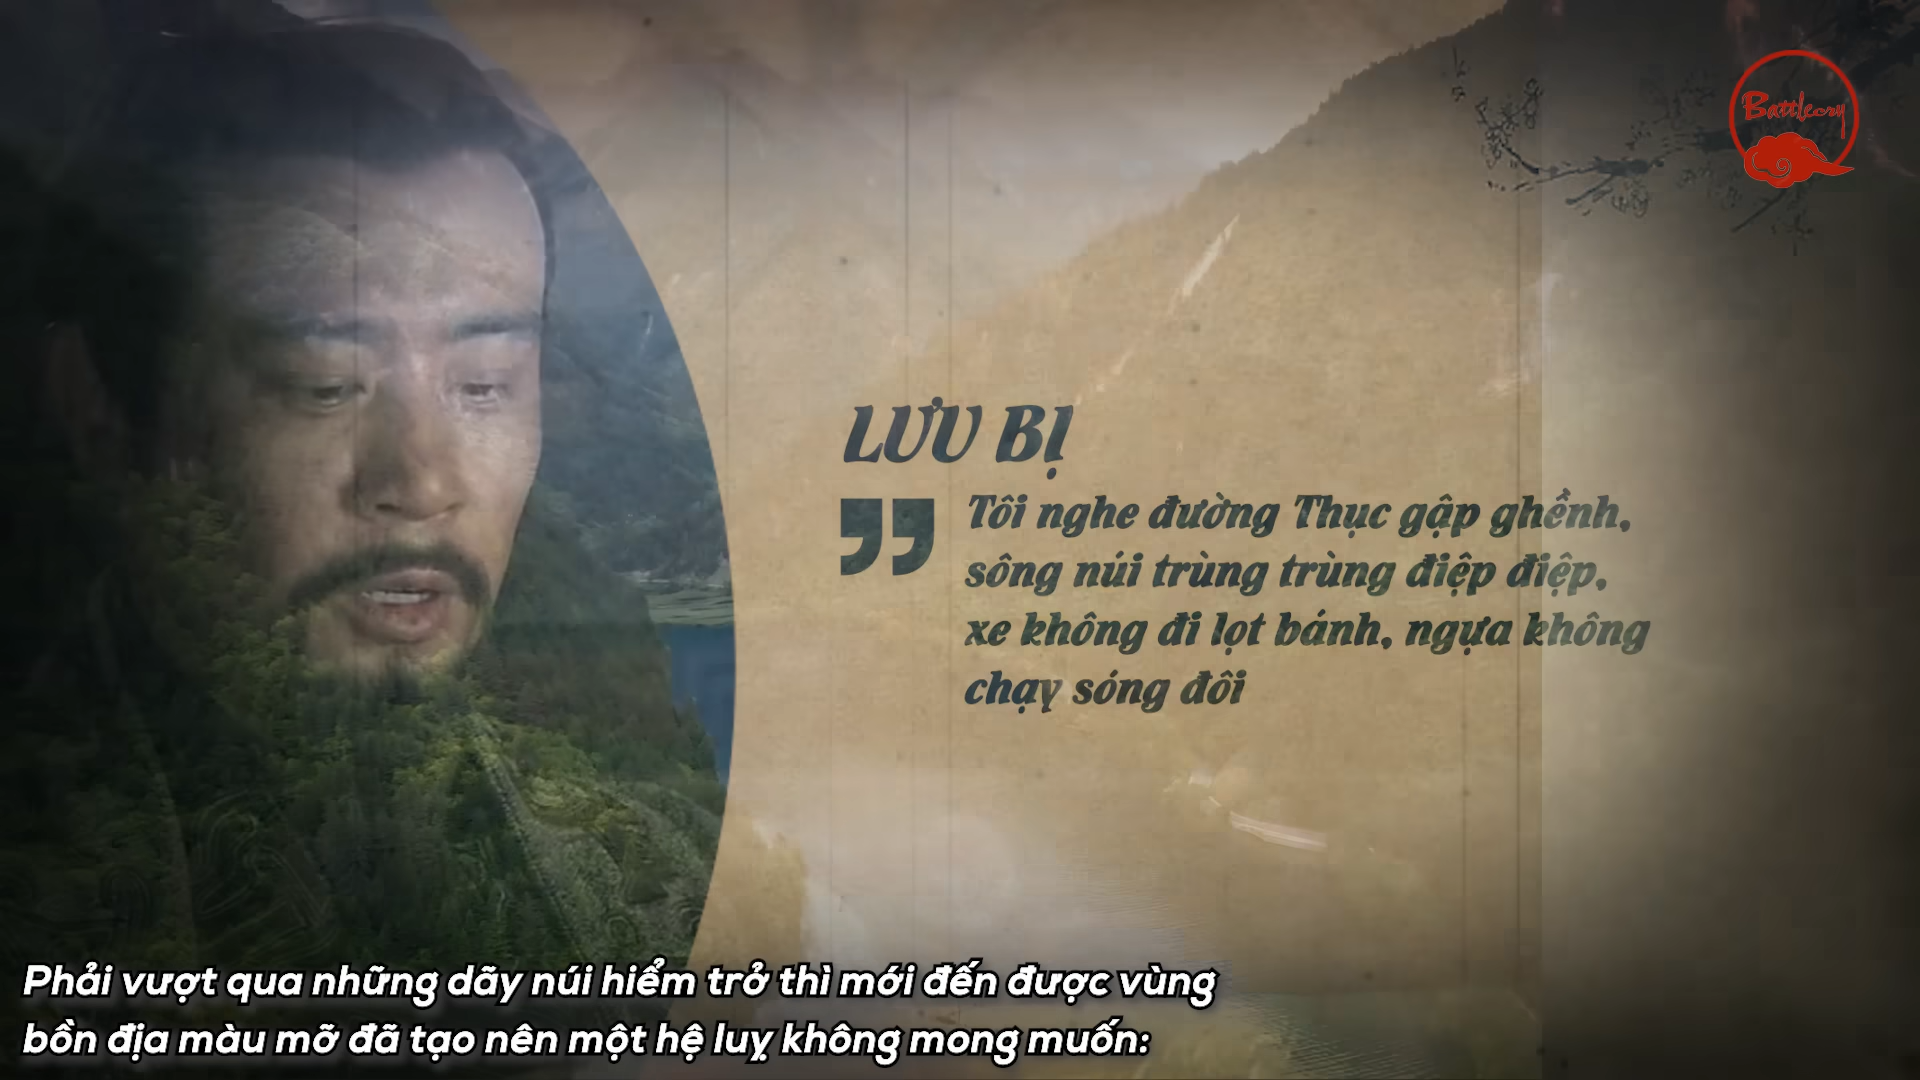 Battlecry
LƯU BỊ
” Tôi nghe đường Thục gập ghềnh,
sông núi trùng trùng điệp điệp,
xe không đi lọt bánh, ngựa không
chạy sóng đôi
Phải vượt qua những dãy núi hiểm trở thì mới đến được vùng
bồn địa màu mỡ đã tạo nên một hệ luỵ không mong muốn: